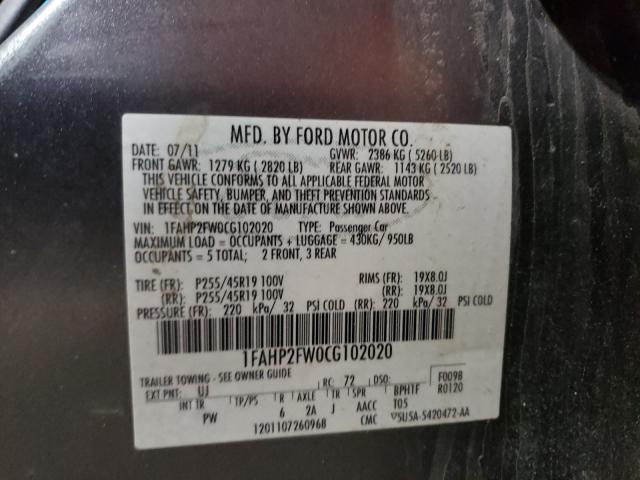 MFD. BY FORD MOTOR CO.
DATE: 07/11 GVWR: 2386 KG ( 5260 LB)
FRONT GAWR: 1279 KG ( 2820 LB) REAR GAWR: 1143 KG ( 2520 LB)
THIS VEHICLE CONFORMS TO ALL APPLICABLE FEDERAL MOTOR
VEHICLE SAFETY, BUMPER, AND THEFT PREVENTION STANDARDS
IN EFFECT ON THE DATE OF MANUFACTURE SHOWN ABOVE.
VIN: 1FAHP2FW0CG102020 TYPE: Passenger Car
MAXIMUM LOAD = OCCUPANTS + LUGGAGE = 430KG/ 950LB
OCCUPANTS = 5 TOTAL; 2 FRONT, 3 REAR
TIRE (FR): P255/45R19 100V RIMS (FR): 19X8.0J
(RR): P255/45R19 100V (RR): 19X8.0J
PRESSURE (FR): 220 kPa/ 32 PSI COLD (RR): 220 kPa/ 32 PSI COLD
1FAHP2FW0CG102020
TRAILER TOWING - SEE OWNER GUIDE
EXT PNT: UJ RC: 72 DSO: F0098
INT TR TP/PS R AXLE TR SPR BPHTF R0120
PW 6 2A J AACC T05
1201107260968 CMC 5U5A-5420472-AA